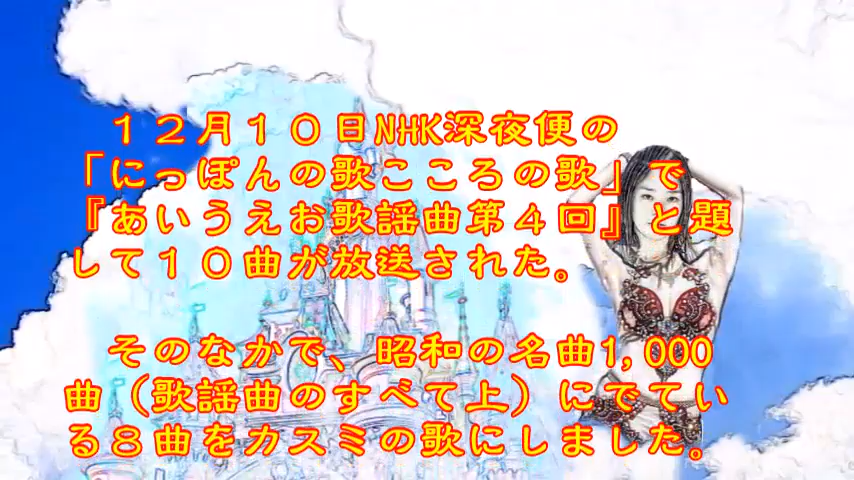 １２月１０日NHK深夜便の
「にっぽんの歌こころの歌」で
『あいうえお歌謡曲第４回』と題
して１０曲が放送された。
そのなかで、昭和の名曲1,000
曲（歌謡曲のすべて上）にでてい
る８曲をカスミの歌にしました。